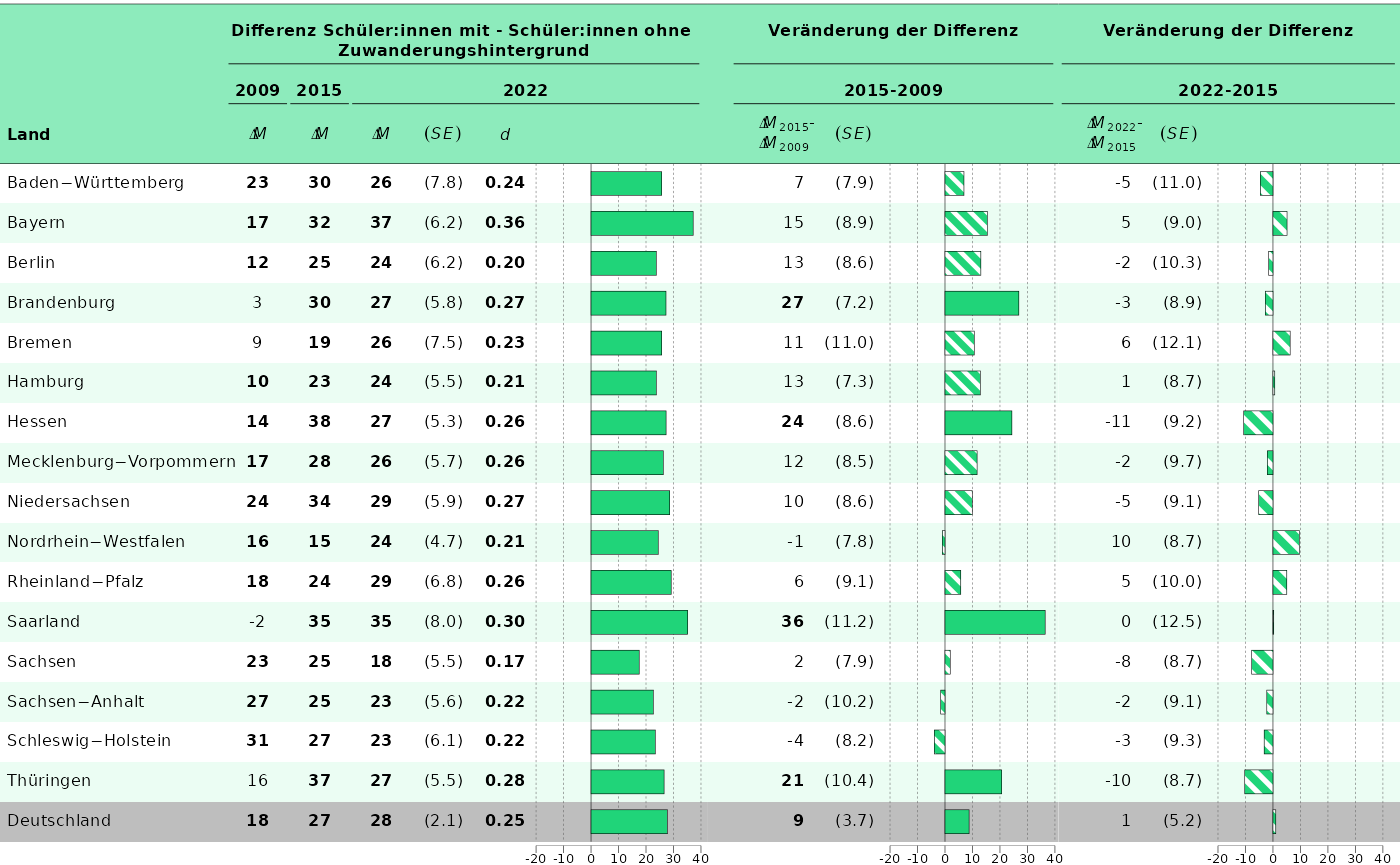 Differenz Schüler:innen mit - Schüler:innen ohne Zuwanderungshintergrund Veränderung der Differenz Veränderung der Differenz
2009 2015 2022 2015-2009 2022-2015
Land ΔM ΔM ΔM (SE) d ΔM2015- ΔM2009 (SE) ΔM2022- ΔM2015 (SE)
Baden−Württemberg 23 30 26 (7.8) 0.24 7 (7.9) -5 (11.0)
Bayern 17 32 37 (6.2) 0.36 15 (8.9) 5 (9.0)
Berlin 12 25 24 (6.2) 0.20 13 (8.6) -2 (10.3)
Brandenburg 3 30 27 (5.8) 0.27 27 (7.2) -3 (8.9)
Bremen 9 19 26 (7.5) 0.23 11 (11.0) 6 (12.1)
Hamburg 10 23 24 (5.5) 0.21 13 (7.3) 1 (8.7)
Hessen 14 38 27 (5.3) 0.26 24 (8.6) -11 (9.2)
Mecklenburg−Vorpommern 17 28 26 (5.7) 0.26 12 (8.5) -2 (9.7)
Niedersachsen 24 34 29 (5.9) 0.27 10 (8.6) -5 (9.1)
Nordrhein−Westfalen 16 15 24 (4.7) 0.21 -1 (7.8) 10 (8.7)
Rheinland−Pfalz 18 24 29 (6.8) 0.26 6 (9.1) 5 (10.0)
Saarland -2 35 35 (8.0) 0.30 36 (11.2) 0 (12.5)
Sachsen 23 25 18 (5.5) 0.17 2 (7.9) -8 (8.7)
Sachsen−Anhalt 27 25 23 (5.6) 0.22 -2 (10.2) -2 (9.1)
Schleswig−Holstein 31 27 23 (6.1) 0.22 -4 (8.2) -3 (9.3)
Thüringen 16 37 27 (5.5) 0.28 21 (10.4) -10 (8.7)
Deutschland 18 27 28 (2.1) 0.25 9 (3.7) 1 (5.2)
-20 -10 0 10 20 30 40 -20 -10 0 10 20 30 40 -20 -10 0 10 20 30 40